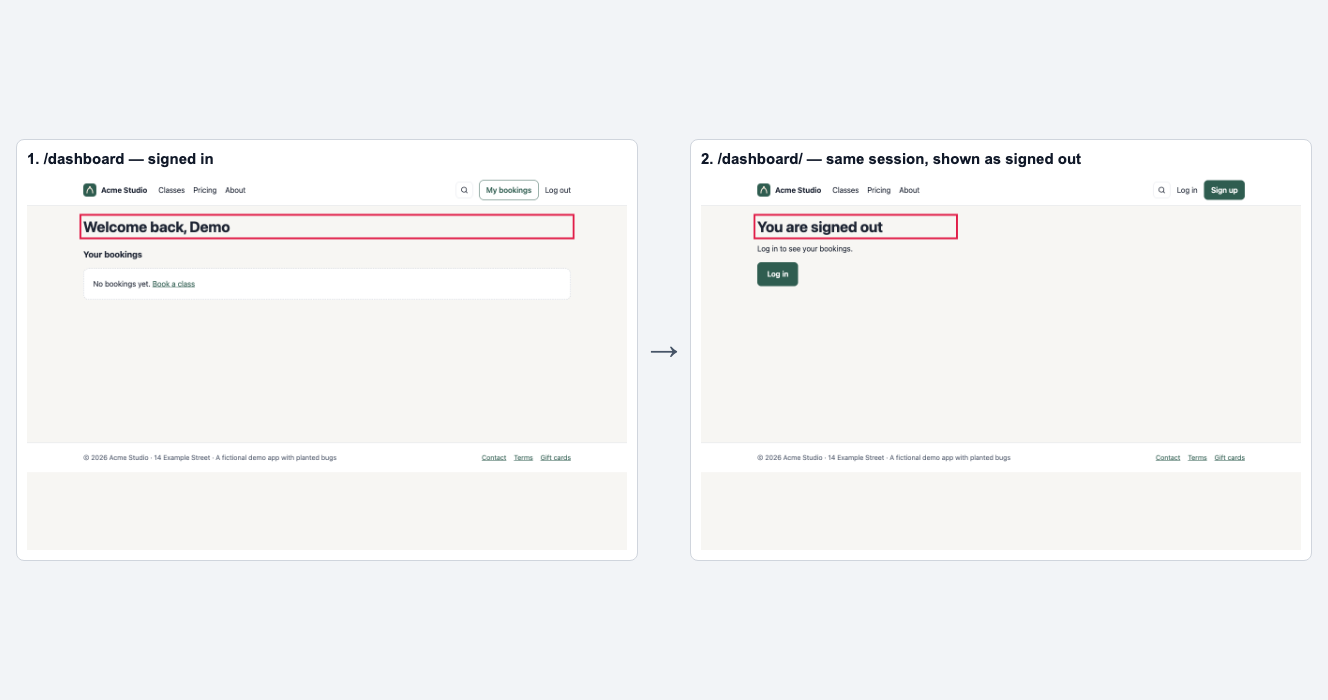 1. /dashboard — signed in
Acme Studio Classes Pricing About My bookings Log out
Welcome back, Demo
Your bookings
No bookings yet. Book a class
© 2026 Acme Studio · 14 Example Street · A fictional demo app with planted bugs Contact Terms Gift cards
→
2. /dashboard/ — same session, shown as signed out
Acme Studio Classes Pricing About Log in Sign up
You are signed out
Log in to see your bookings.
Log in
© 2026 Acme Studio · 14 Example Street · A fictional demo app with planted bugs Contact Terms Gift cards